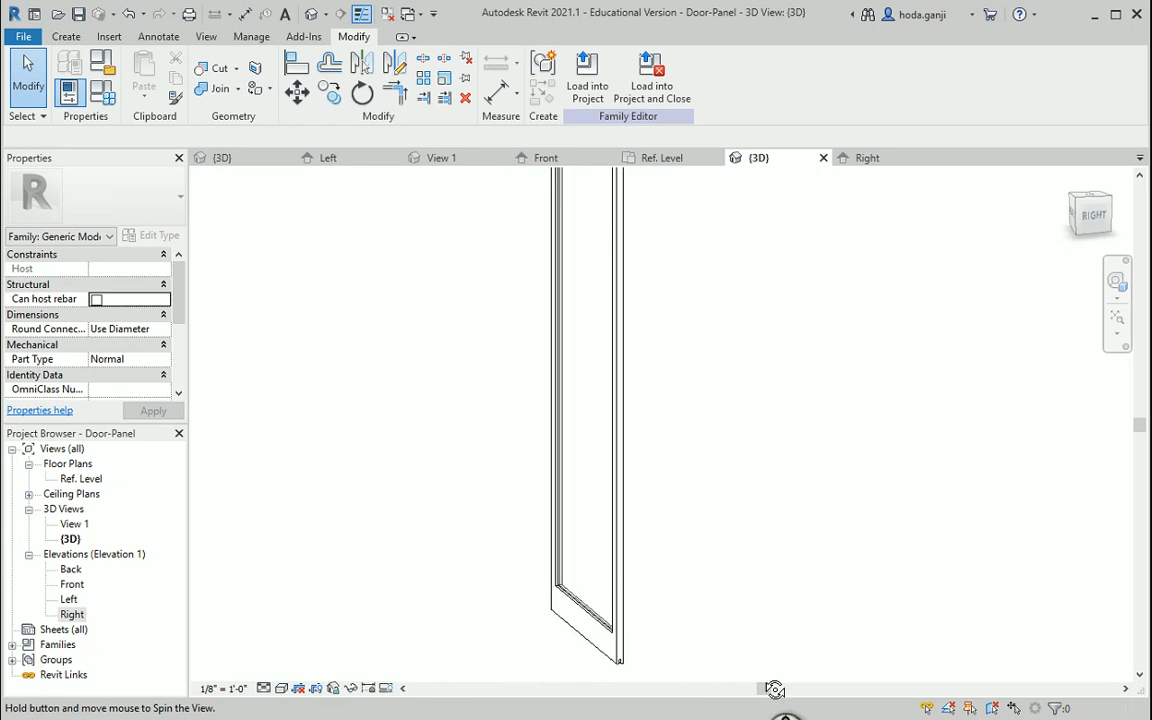 Autodesk Revit 2021.1 - Educational Version - Door-Panel - 3D View: {3D}
hoda.ganji
File Create Insert Annotate View Manage Add-Ins Modify
Modify
Paste
Cut
Join
Load into Project
Load into Project and Close
Select Properties Clipboard Geometry Modify Measure Create Family Editor
Properties
{3D} Left View 1 Front Ref. Level {3D} Right
RIGHT
Family: Generic Mode
Edit Type
Constraints
Host
Structural
Can host rebar
Dimensions
Round Connec... Use Diameter
Mechanical
Part Type Normal
Identity Data
OmniClass Nu...
Properties help
Apply
Project Browser - Door-Panel
Views (all)
Floor Plans
Ref. Level
Ceiling Plans
3D Views
View 1
{3D}
Elevations (Elevation 1)
Back
Front
Left
Right
Sheets (all)
Families
Groups
Revit Links
1/8" = 1'-0"
Hold button and move mouse to Spin the View.
:0